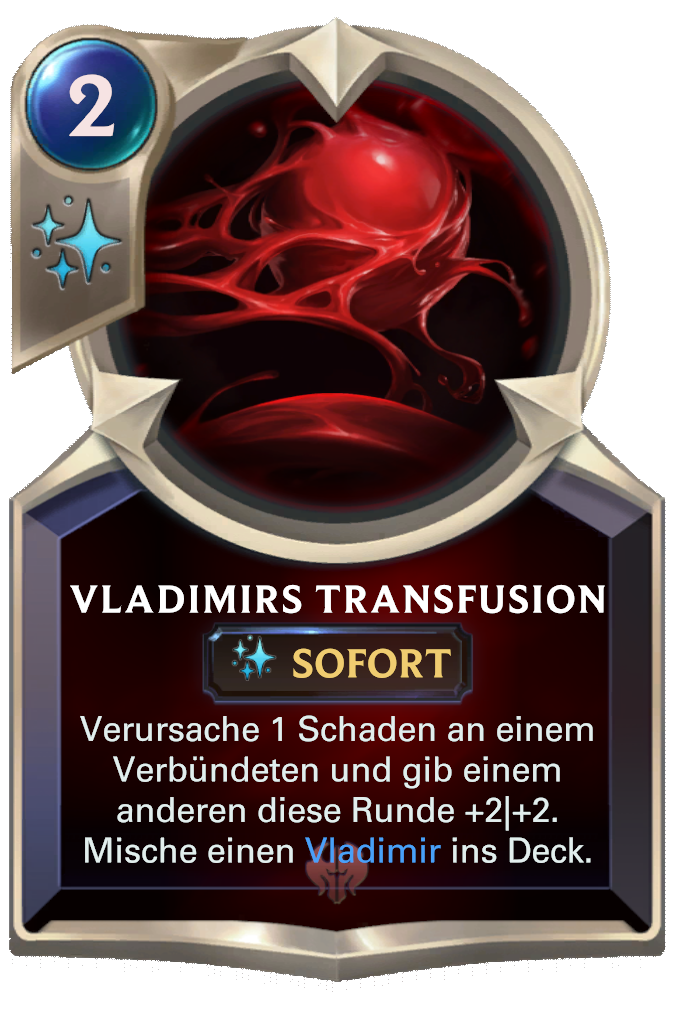 2
VLADIMIRS TRANSFUSION
SOFORT
Verursache 1 Schaden an einem
Verbündeten und gib einem
anderen diese Runde +2|+2.
Mische einen Vladimir ins Deck.